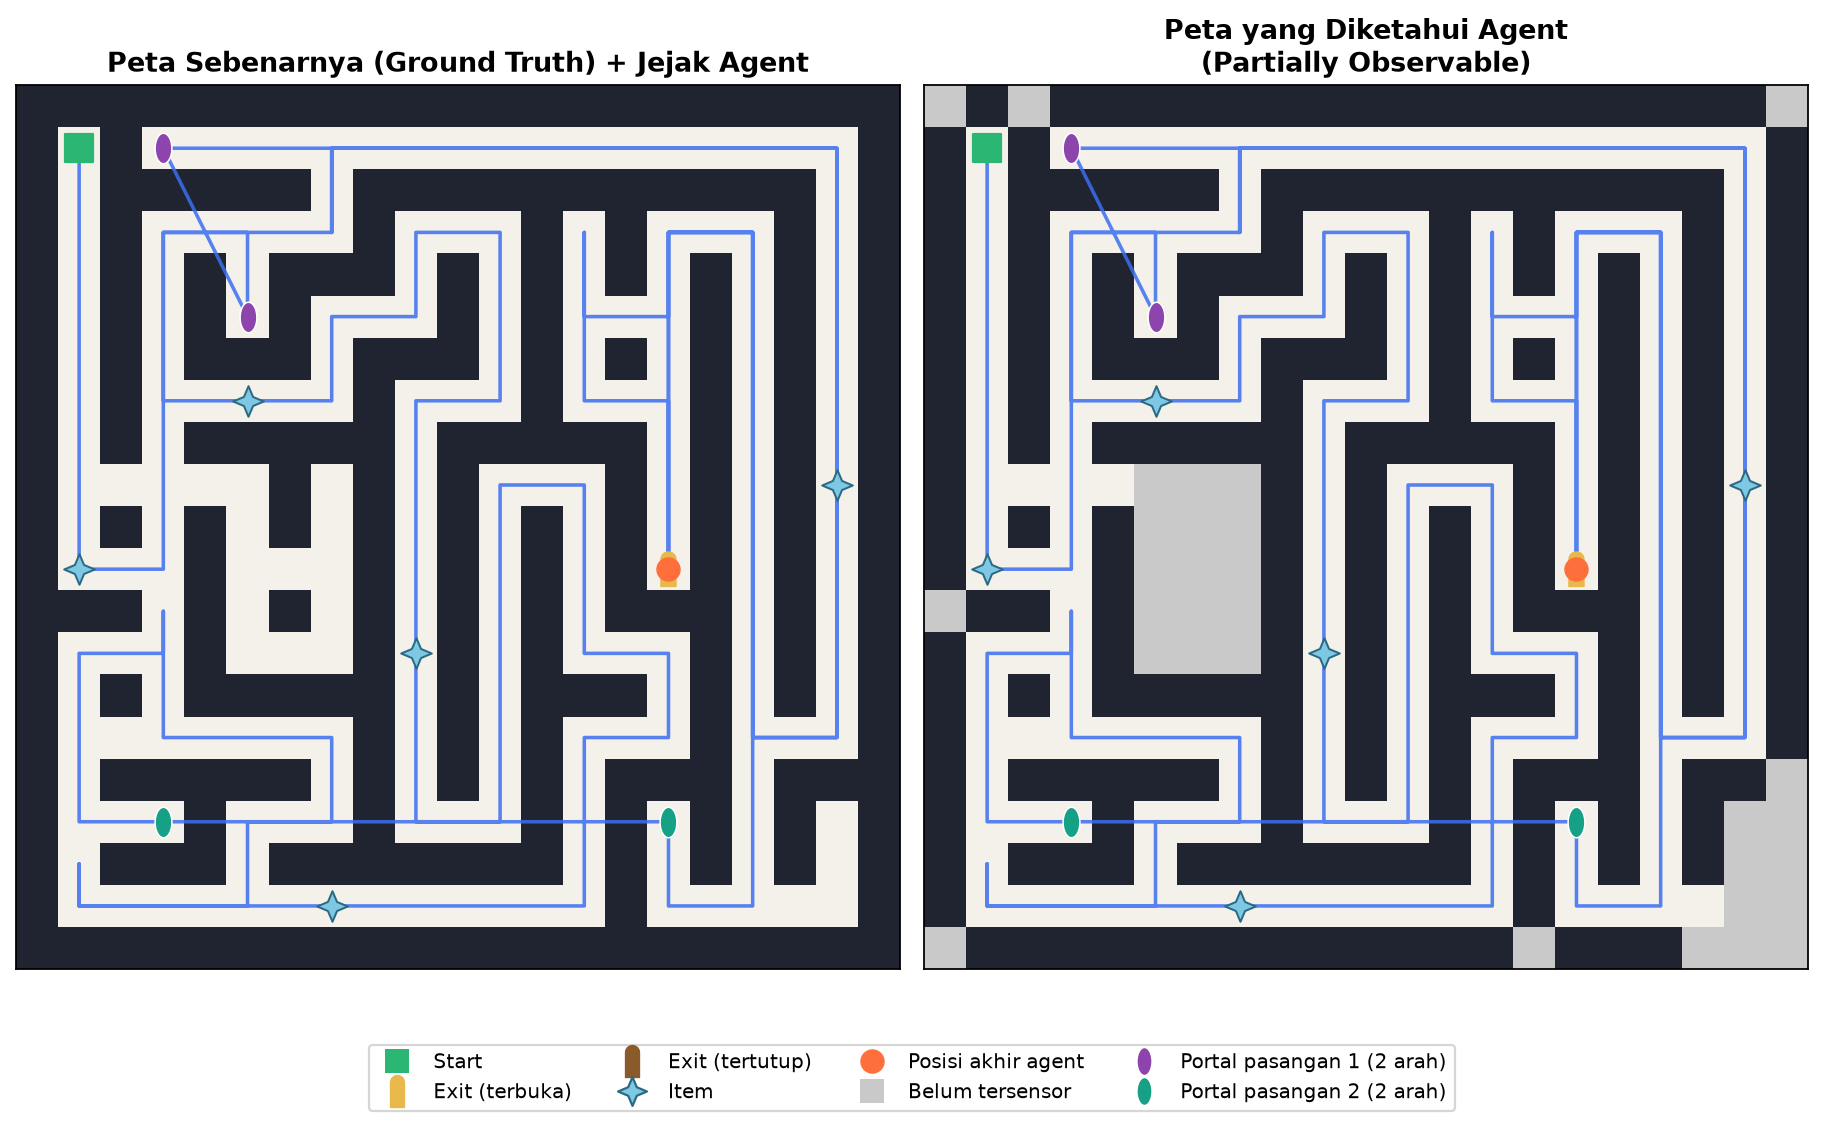 Peta Sebenarnya (Ground Truth) + Jejak Agent
Peta yang Diketahui Agent
(Partially Observable)
Start
Exit (terbuka)
Exit (tertutup)
Item
Posisi akhir agent
Belum tersensor
Portal pasangan 1 (2 arah)
Portal pasangan 2 (2 arah)